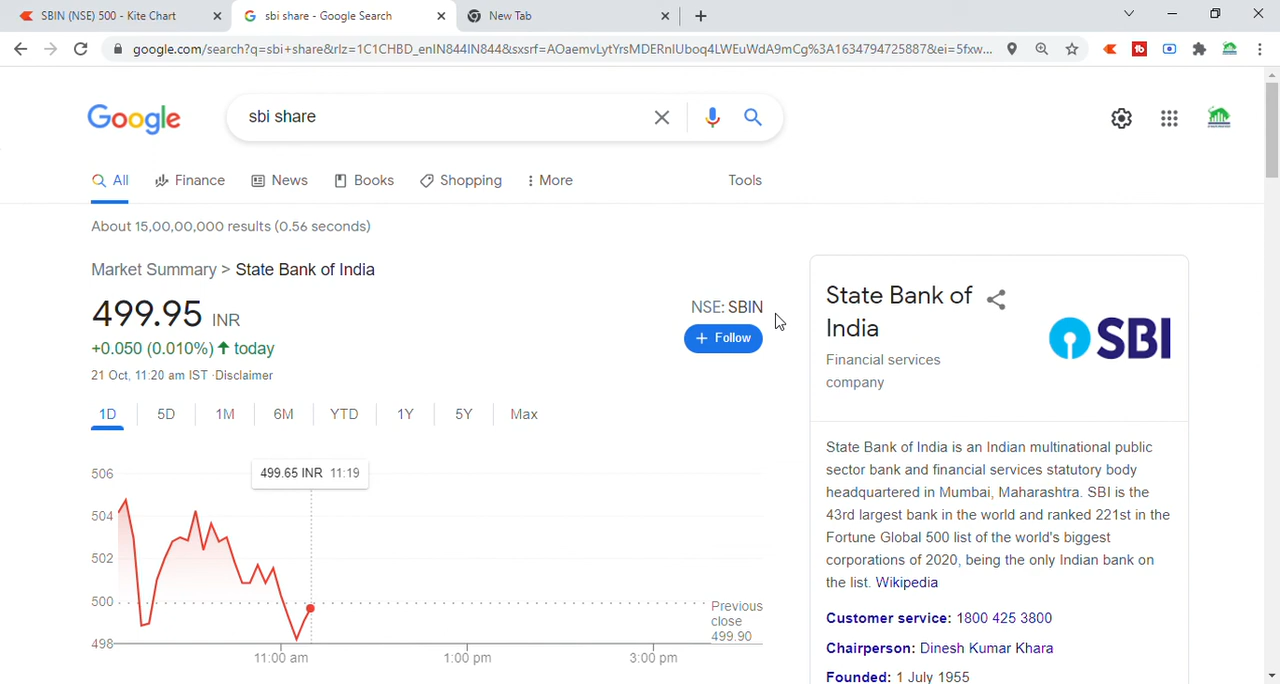 SBIN (NSE) 500 - Kite Chart
sbi share - Google Search
New Tab
google.com/search?q=sbi+share&rlz=1C1CHBD_enIN844IN844&sxsrf=AOaemvLytYrsMDERnIUboq4LWEuWdA9mCg%3A1634794725887&ei=5fxw...
Google
sbi share
All
Finance
News
Books
Shopping
More
Tools
About 15,00,00,000 results (0.56 seconds)
Market Summary > State Bank of India
499.95 INR
+0.050 (0.010%) today
21 Oct, 11:20 am IST · Disclaimer
NSE: SBIN
+ Follow
1D
5D
1M
6M
YTD
1Y
5Y
Max
499.65 INR 11:19
506
504
502
500
498
Previous
close
499.90
11:00 am
1:00 pm
3:00 pm
State Bank of
India
Financial services
company
SBI
State Bank of India is an Indian multinational public
sector bank and financial services statutory body
headquartered in Mumbai, Maharashtra. SBI is the
43rd largest bank in the world and ranked 221st in the
Fortune Global 500 list of the world's biggest
corporations of 2020, being the only Indian bank on
the list. Wikipedia
Customer service: 1800 425 3800
Chairperson: Dinesh Kumar Khara
Founded: 1 July 1955